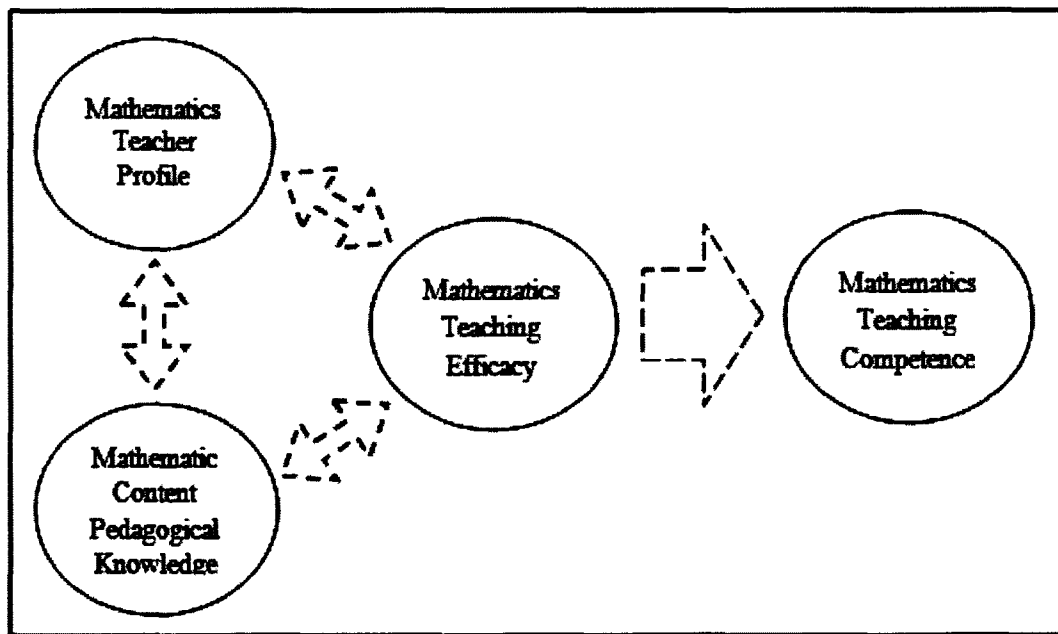 Mathematics
Teacher
Profile
Mathematics
Teaching
Efficacy
Mathematics
Teaching
Competence
Mathematic
Content
Pedagogical
Knowledge